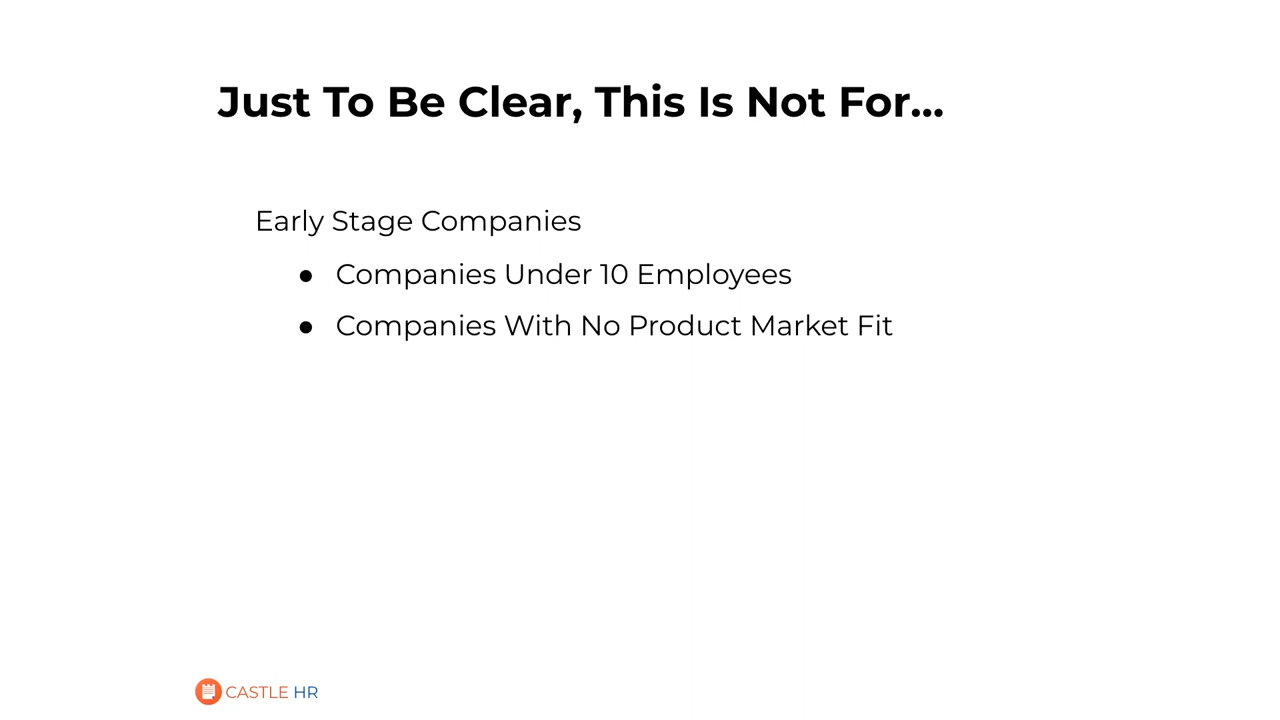 Just To Be Clear, This Is Not For...
Early Stage Companies
● Companies Under 10 Employees
● Companies With No Product Market Fit
CASTLE HR